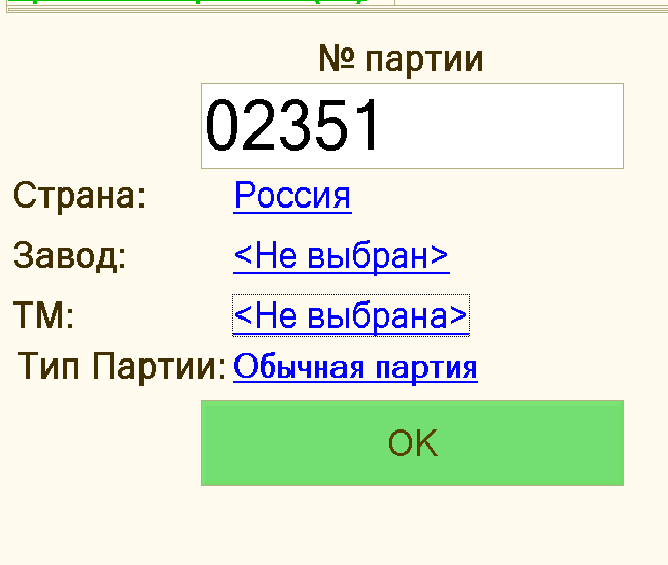 № партии
02351
Страна: Россия
Завод: <Не выбран>
ТМ: <Не выбрана>
Тип Партии: Обычная партия
OK